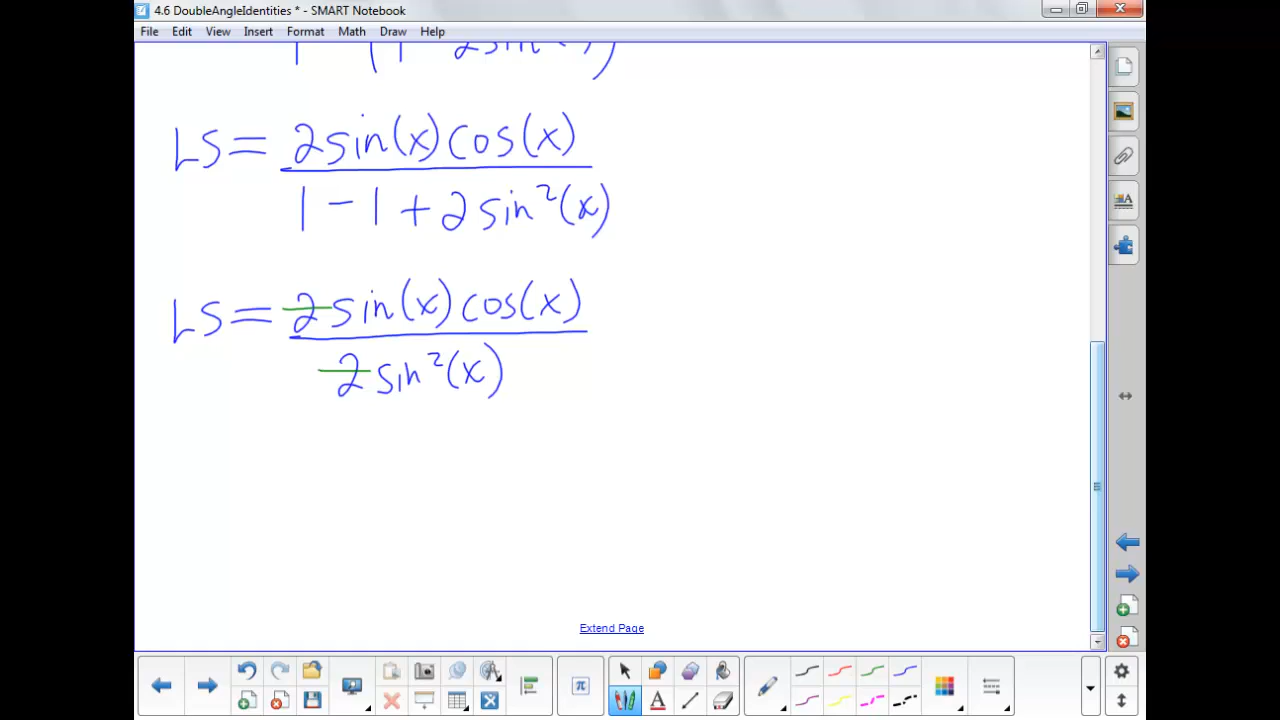 4.6 DoubleAngleIdentities * - SMART Notebook
File Edit View Insert Format Math Draw Help
LS = 2sin(x)cos(x)
1 - 1 + 2sin²(x)
LS = 2sin(x)cos(x)
2sin²(x)
Extend Page
π
A